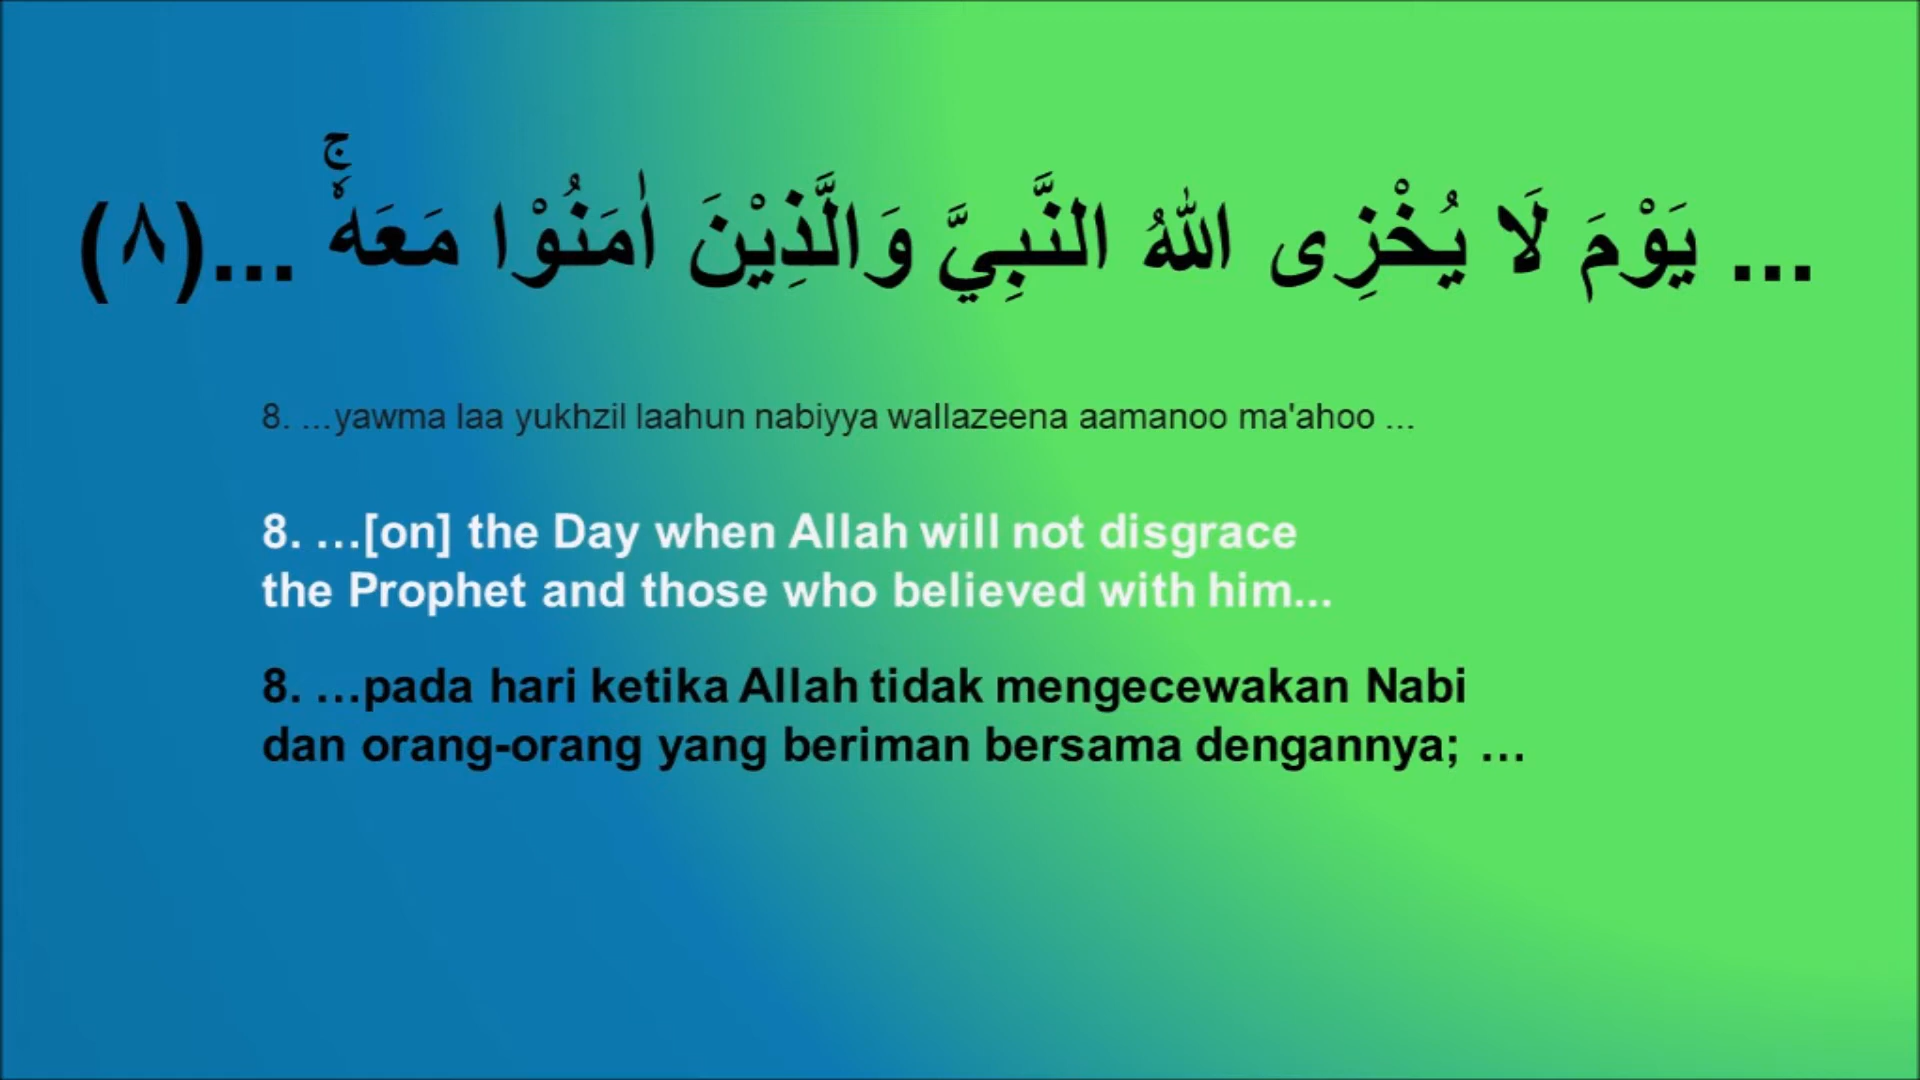 ... يَوْمَ لَا يُخْزِى اللّٰهُ النَّبِيَّ وَالَّذِيْنَ اٰمَنُوْا مَعَهٗۚ ...(٨)
8. ...yawma laa yukhzil laahun nabiyya wallazeena aamanoo ma'ahoo ...
8. ...[on] the Day when Allah will not disgrace
the Prophet and those who believed with him...
8. ...pada hari ketika Allah tidak mengecewakan Nabi
dan orang-orang yang beriman bersama dengannya; ...